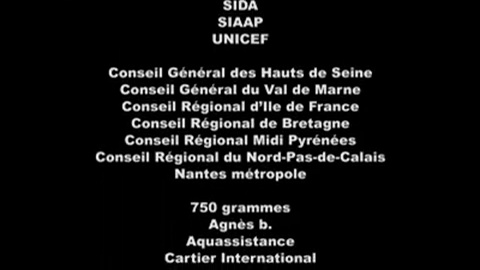 SIDA
SIAAP
UNICEF
Conseil Général des Hauts de Seine
Conseil Général du Val de Marne
Conseil Régional d'Ile de France
Conseil Régional de Bretagne
Conseil Régional Midi Pyrénées
Conseil Régional du Nord-Pas-de-Calais
Nantes métropole
750 grammes
Agnès b.
Aquassistance
Cartier International